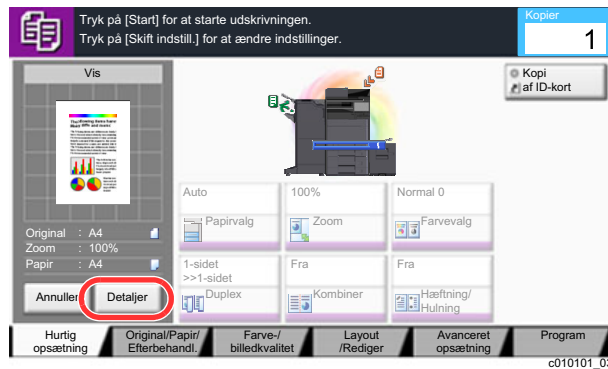 Tryk på [Start] for at starte udskrivningen.
Tryk på [Skift indstill.] for at ændre indstillinger.
Kopier
1
Vis
Original : A4
Zoom : 100%
Papir : A4
Annuller
Detaljer
Kopi
af ID-kort
Auto
Papirvalg
100%
Zoom
Normal 0
Farvevalg
1-sidet
>>1-sidet
Duplex
Fra
Kombiner
Fra
Hæftning/
Hulning
Hurtig
opsætning
Original/Papir/
Efterbehandl.
Farve-/
billedkvalitet
Layout
/Rediger
Avanceret
opsætning
Program